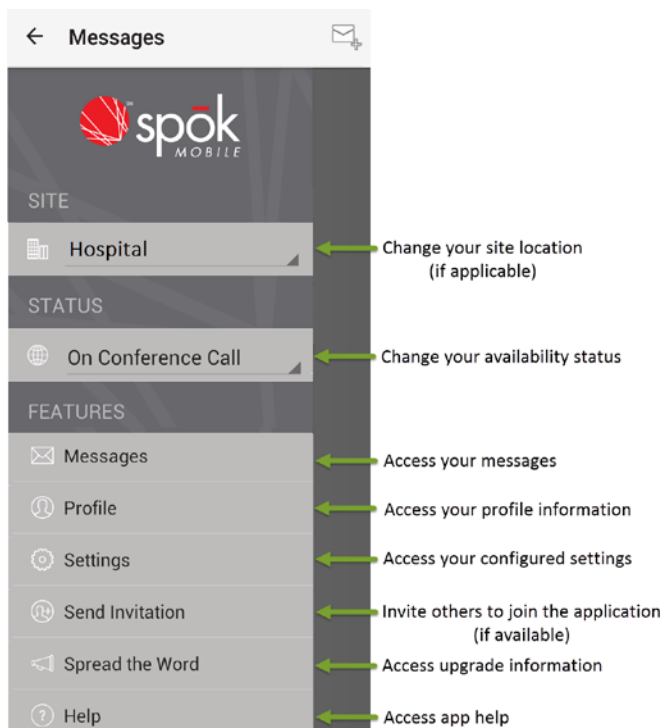 Messages
spōk
MOBILE
SITE
Hospital
Change your site location
(if applicable)
STATUS
On Conference Call
Change your availability status
FEATURES
Messages
Access your messages
Profile
Access your profile information
Settings
Access your configured settings
Send Invitation
Invite others to join the application
(if available)
Spread the Word
Access upgrade information
Help
Access app help